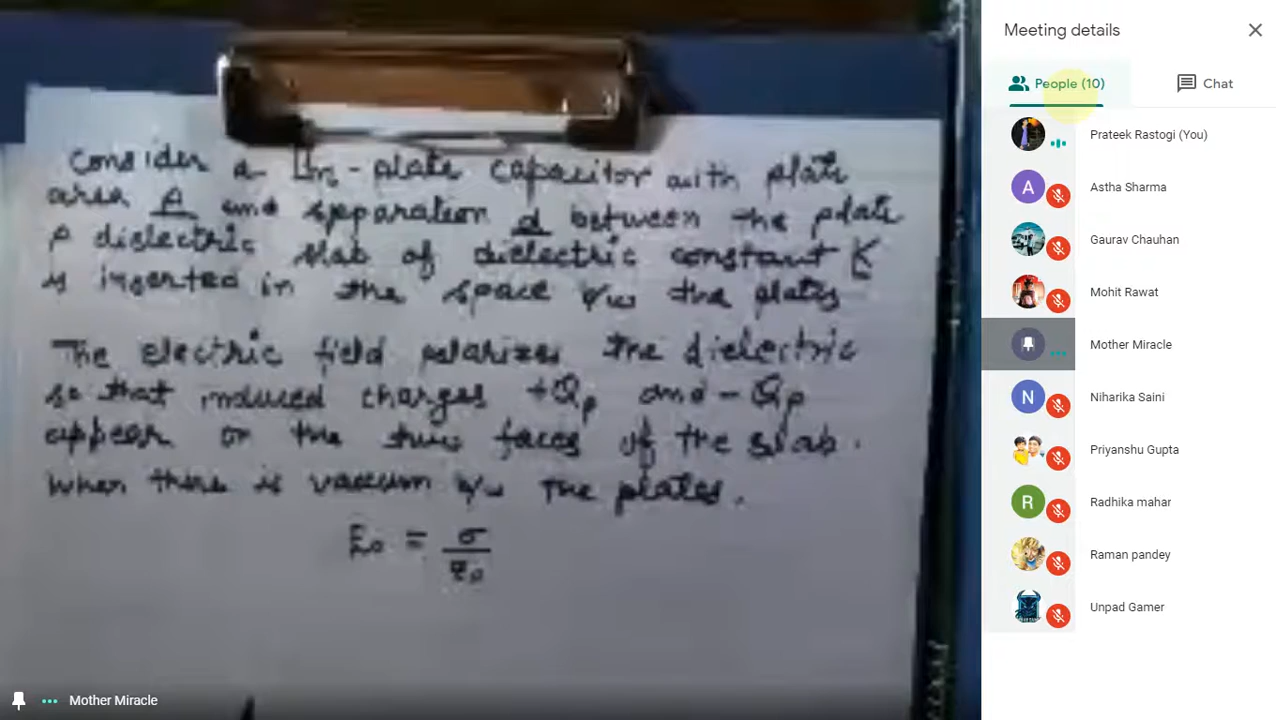 Meeting details
People (10)
Chat
Consider a ||n-plate capacitor with plate
area A and separation d between the plate
A dielectric slab of dielectric constant K
is inserted in the space b/w the plates
The electric field polarizes the dielectric
so that induced charges +Qp and -Qp
appear on the two faces of the slab.
When there is vacuum b/w the plates.
E₀ = σ/ε₀
Prateek Rastogi (You)
A
Astha Sharma
Gaurav Chauhan
Mohit Rawat
Mother Miracle
N
Niharika Saini
Priyanshu Gupta
R
Radhika mahar
Raman pandey
Unpad Gamer
Mother Miracle